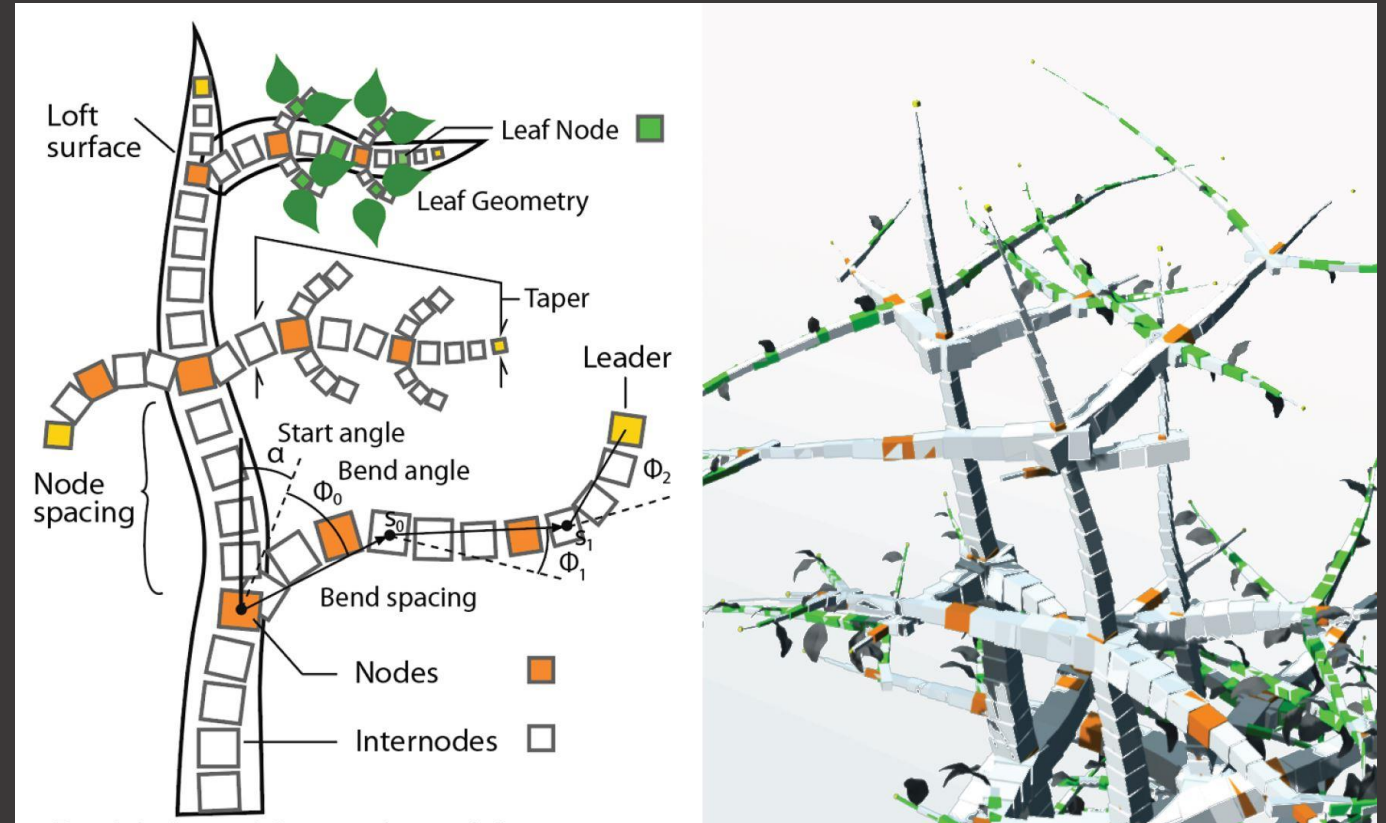 Loft
surface
Leaf Node
Leaf Geometry
Taper
Leader
Start angle
α
Bend angle
Φ0
Φ2
Node
spacing
S0
S1
Φ1
Bend spacing
Nodes
Internodes